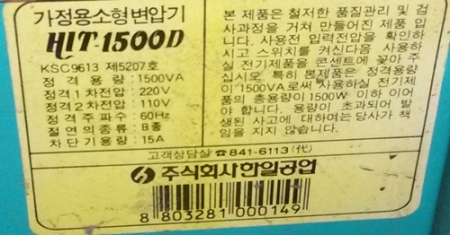 가정용소형변압기
HIT-1500D
KSC9613 제5207호
정격용량 : 1500VA
정격1차전압 : 220V
정격2차전압 : 110V
정격주파수 : 60Hz
절연의종류 : B종
차단기용량 : 15A
본 제품은 철저한 품질관리 및 검
사과정을 거쳐 만들어진 제품 입
니다. 사용전 입력전압을 확인하
시고 스위치를 켜신다음 사용하
실 전기제품을 콘센트에 꽂아 주
십시오. 특히 본제품은 정격용량
이 1500VA로써 사용하실 전기제
품의 총용량이 1500W 이하 이어
야 합니다. 용량이 초과되어 발
생된 사고에 대하여는당사가 책
임을 지지 않습니다.
고객상담실 ☎841-6113 (代)
주식회사한일공업
8 803281 000149